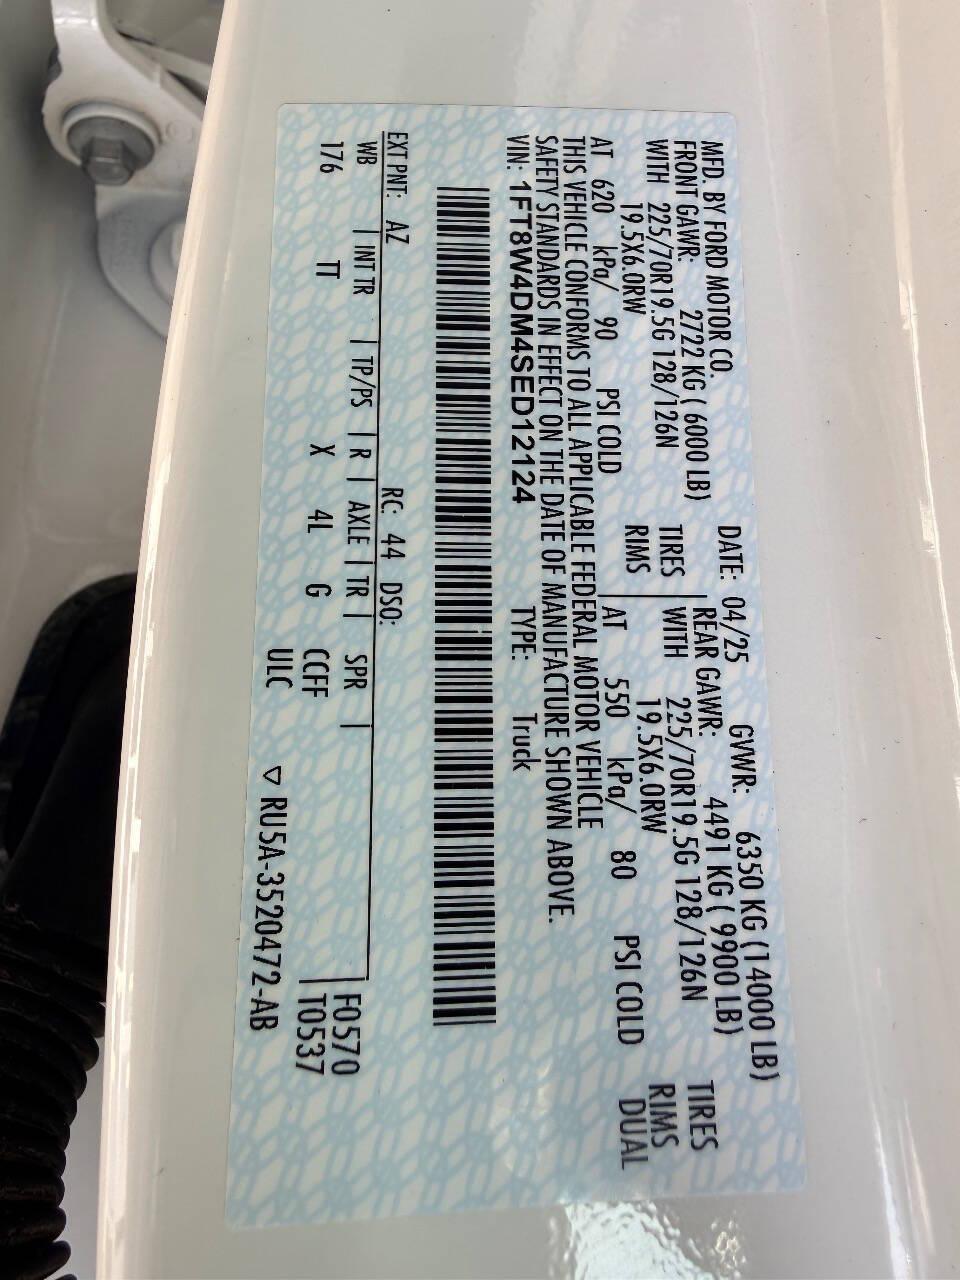 MFD. BY FORD MOTOR CO.
DATE: 04/25 GVWR: 6350 KG (14000 LB)
FRONT GAWR: 2722 KG ( 6000 LB)
REAR GAWR: 4491 KG ( 9900 LB)
WITH 225/70R19.5G 128/126N TIRES
WITH 225/70R19.5G 128/126N TIRES
19.5X6.0RW RIMS
19.5X6.0RW RIMS
AT 620 kPa/ 90 PSI COLD
AT 550 kPa/ 80 PSI COLD DUAL
THIS VEHICLE CONFORMS TO ALL APPLICABLE FEDERAL MOTOR VEHICLE
SAFETY STANDARDS IN EFFECT ON THE DATE OF MANUFACTURE SHOWN ABOVE.
VIN: 1FT8W4DM4SED12124 TYPE: Truck
EXT PNT: AZ RC: 44 DSO:
WB | INT TR | TP/PS | R | AXLE | TR | SPR | F0570
176 TT X 4L G CCFF T0537
ULC ▽ RU5A-3520472-AB